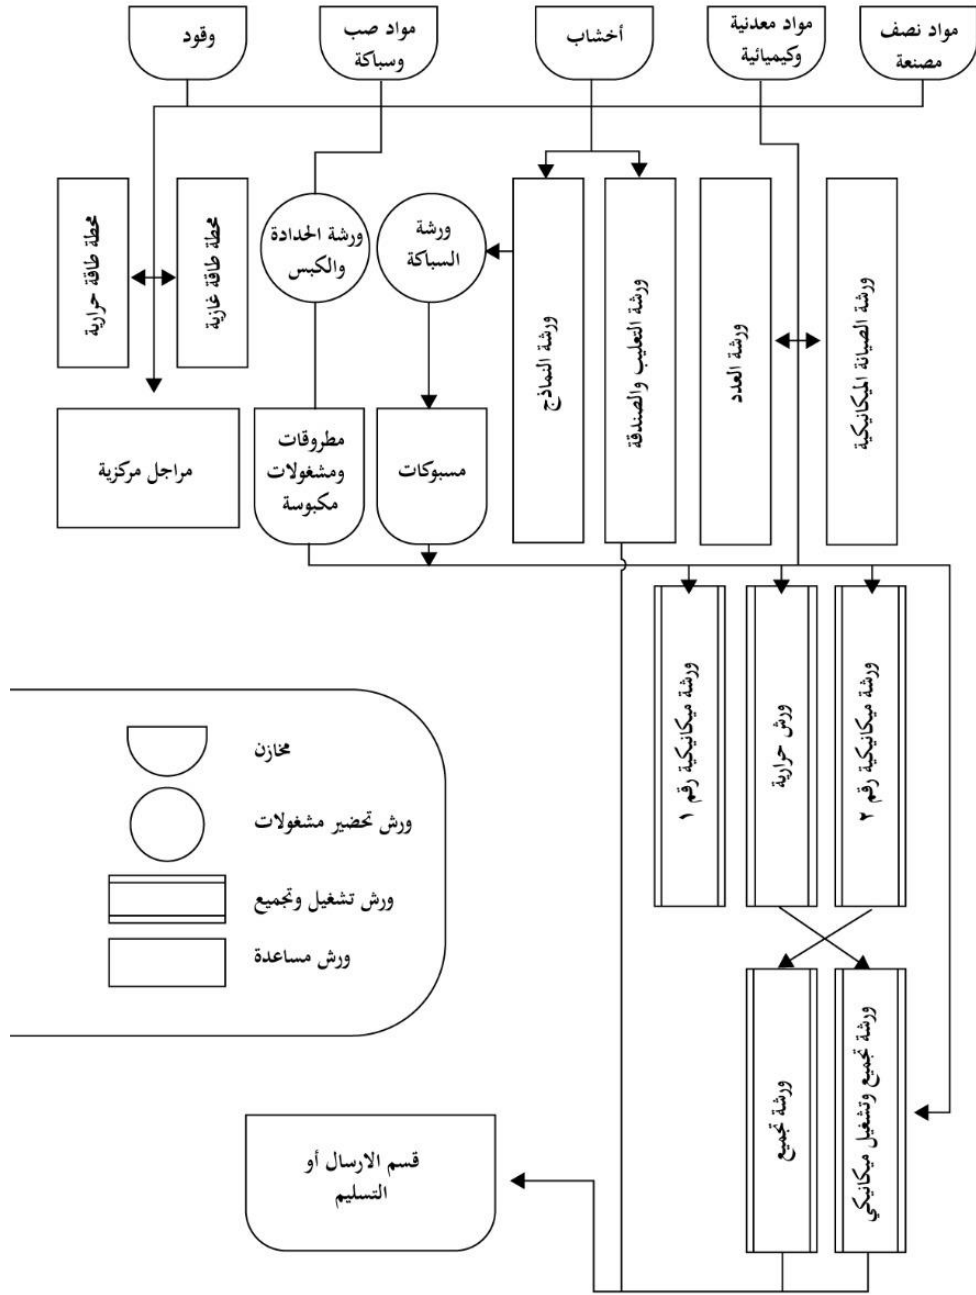 مواد نصف
مصنعة
مواد معدنية
وكيميائية
أخشاب
مواد صب
وسباكة
وقود
ورشة الصيانة الميكانيكية
ورشة العدد
ورشة التعليب والصندقة
ورشة النماذج
ورشة
السباكة
ورشة الحدادة
والكبس
محطة طاقة غازية
محطة طاقة حرارية
مسبوكات
مطروقات
ومشغولات
مكبوسة
مراجل مركزية
ورشة ميكانيكية رقم ٢
ورش حرارية
ورشة ميكانيكية رقم ١
مخازن
ورش تحضير مشغولات
ورش تشغيل وتجميع
ورش مساعدة
ورشة تجميع وتشغيل ميكانيكي
ورشة تجميع
قسم الارسال أو
التسليم